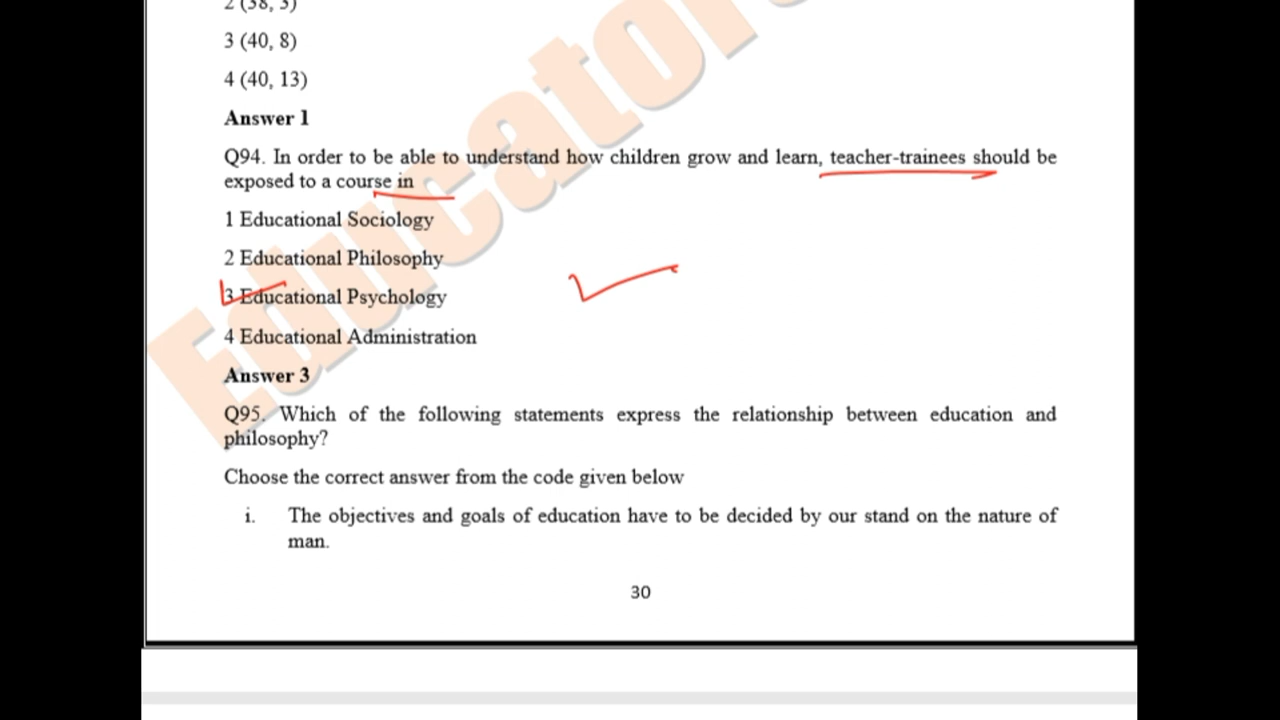 2 (38, 3)
3 (40, 8)
4 (40, 13)
Answer 1
Q94. In order to be able to understand how children grow and learn, teacher-trainees should be
exposed to a course in
1 Educational Sociology
2 Educational Philosophy
3 Educational Psychology
4 Educational Administration
Answer 3
Q95. Which of the following statements express the relationship between education and
philosophy?
Choose the correct answer from the code given below
i. The objectives and goals of education have to be decided by our stand on the nature of
man.
30
Educator